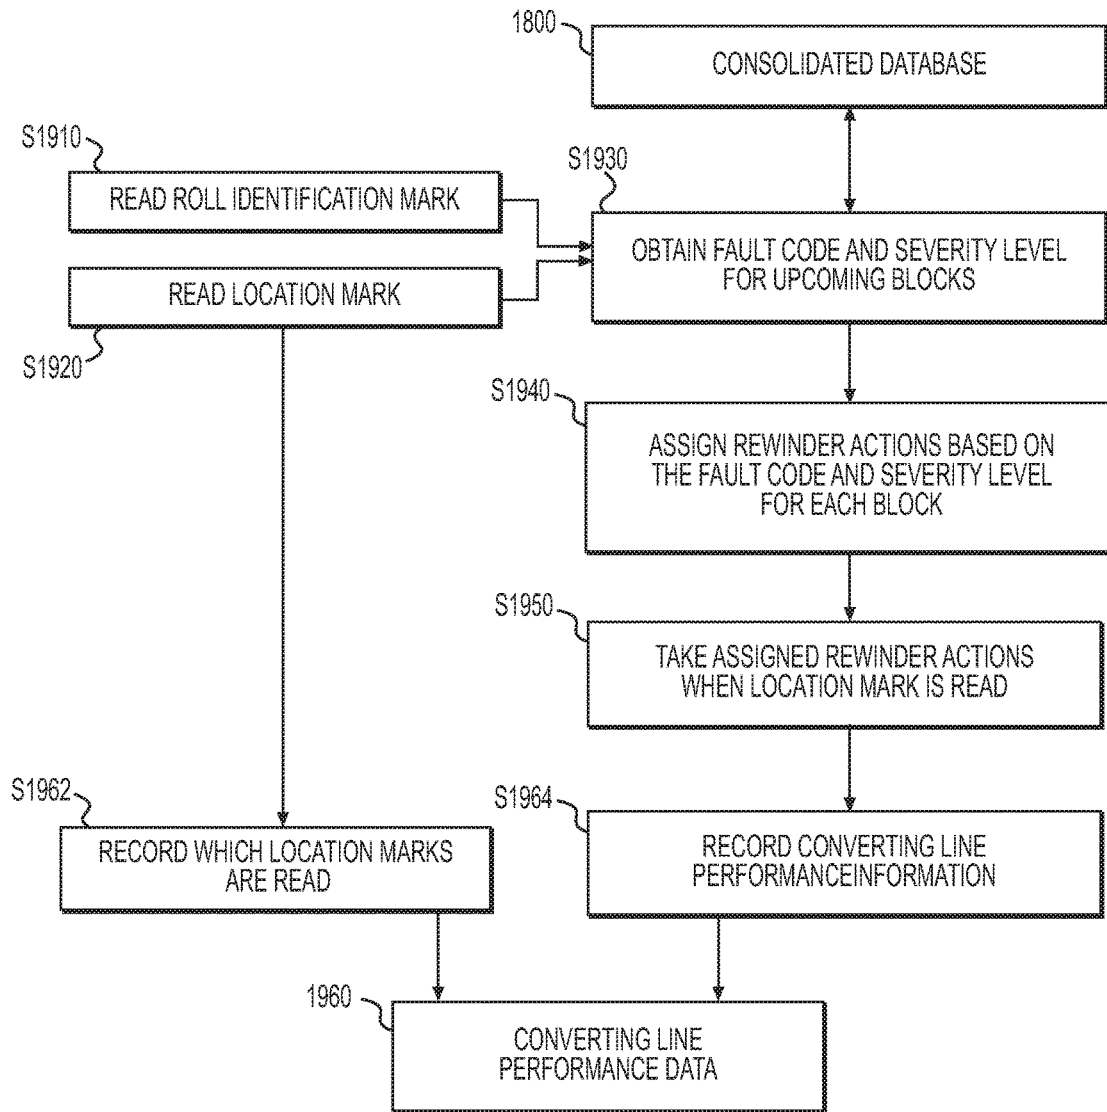 1800
CONSOLIDATED DATABASE
S1910
READ ROLL IDENTIFICATION MARK
S1930
OBTAIN FAULT CODE AND SEVERITY LEVEL
FOR UPCOMING BLOCKS
READ LOCATION MARK
S1920
S1940
ASSIGN REWINDER ACTIONS BASED ON
THE FAULT CODE AND SEVERITY LEVEL
FOR EACH BLOCK
S1950
TAKE ASSIGNED REWINDER ACTIONS
WHEN LOCATION MARK IS READ
S1962
RECORD WHICH LOCATION MARKS
ARE READ
S1964
RECORD CONVERTING LINE
PERFORMANCEINFORMATION
1960
CONVERTING LINE
PERFORMANCE DATA